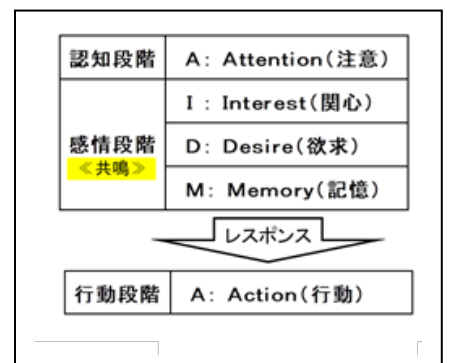 認知段階 A: Attention(注意)
I : Interest(関心)
感情段階 D: Desire(欲求)
≪共鳴≫
M: Memory(記憶)
レスポンス
行動段階 A: Action(行動)